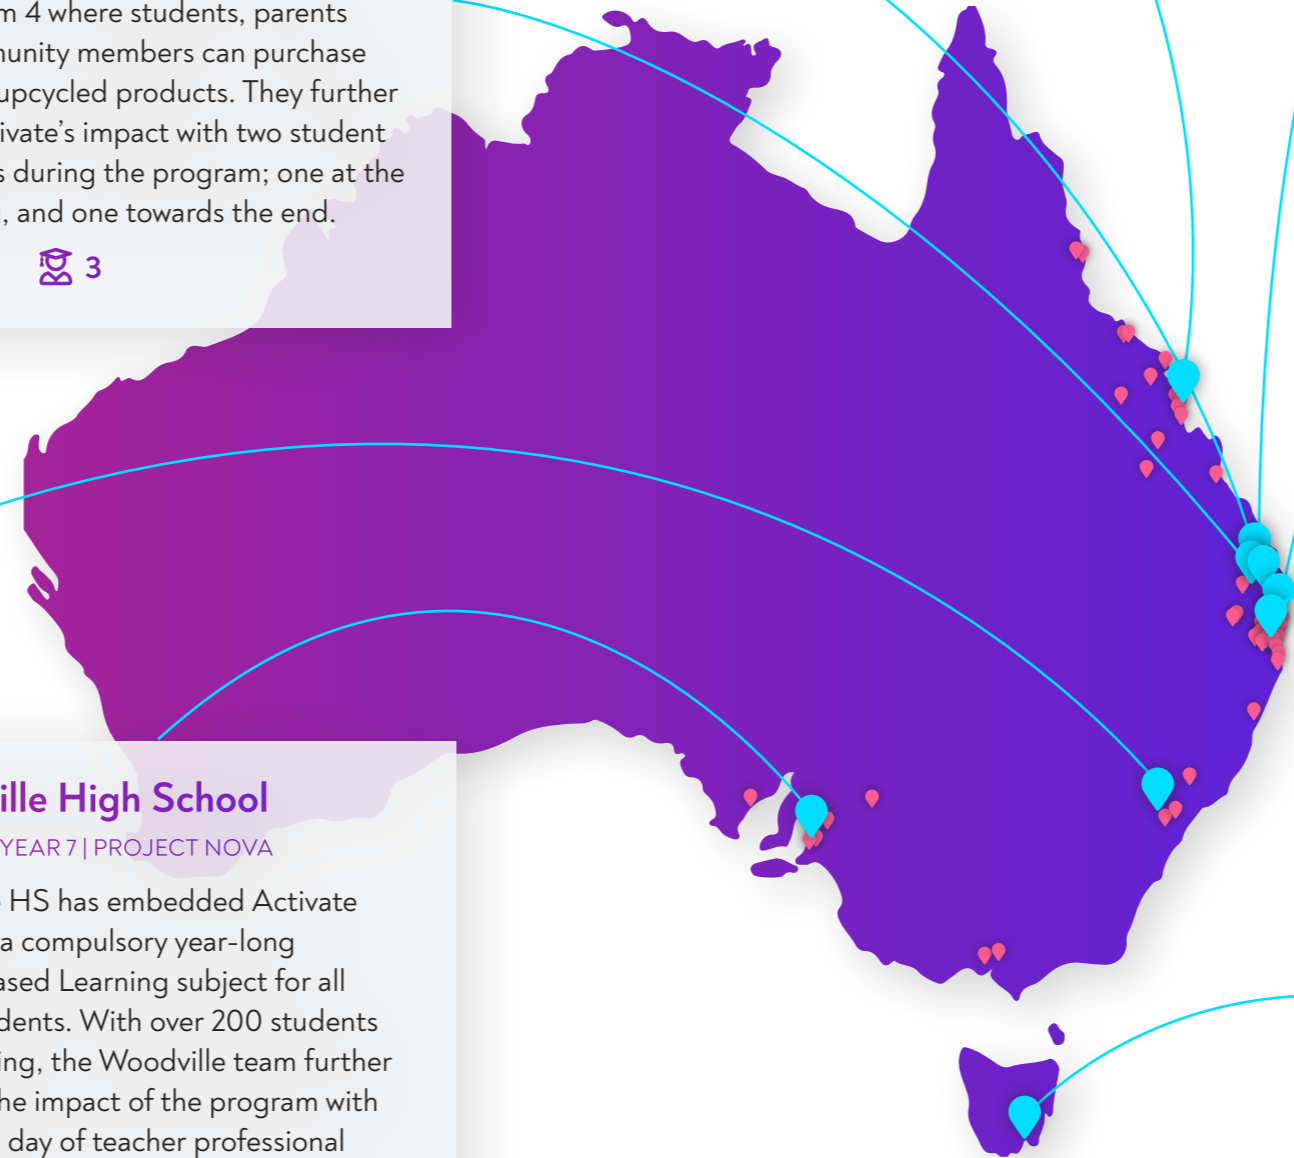 m 4 where students, parents
munity members can purchase
upcycled products. They further
ivate's impact with two student
s during the program; one at the
, and one towards the end.
3
ille High School
YEAR 7 | PROJECT NOVA
HS has embedded Activate
a compulsory year-long
ased Learning subject for all
dents. With over 200 students
ing, the Woodville team further
he impact of the program with
day of teacher professional